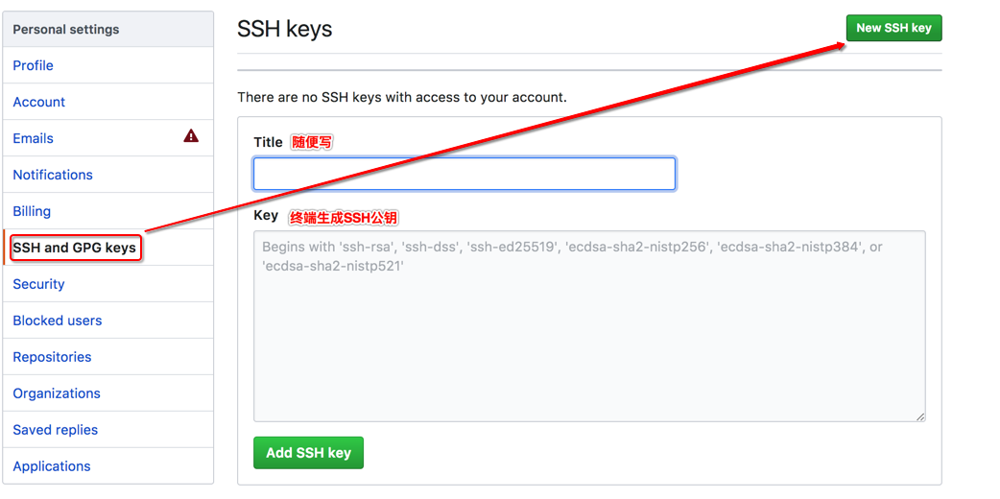 Personal settings
Profile
Account
Emails
Notifications
Billing
SSH and GPG keys
Security
Blocked users
Repositories
Organizations
Saved replies
Applications
SSH keys
New SSH key
There are no SSH keys with access to your account.
Title 随便写
Key 终端生成SSH公钥
Begins with 'ssh-rsa', 'ssh-dss', 'ssh-ed25519', 'ecdsa-sha2-nistp256', 'ecdsa-sha2-nistp384', or
'ecdsa-sha2-nistp521'
Add SSH key